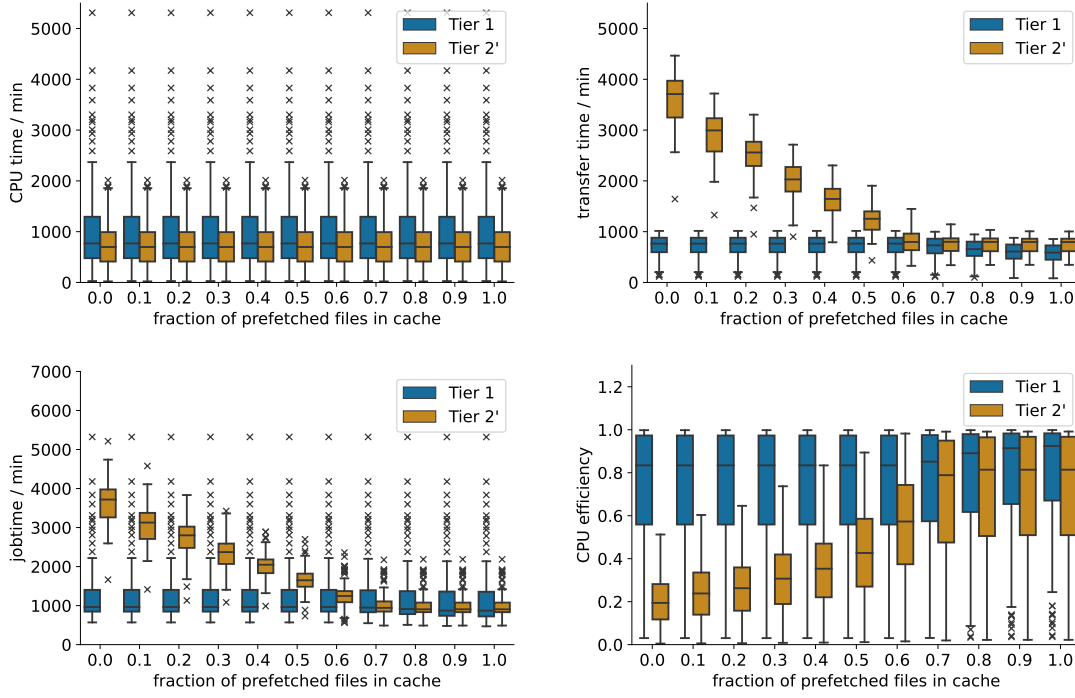 CPU time / min
5000
4000
3000
2000
1000
0
0.0 0.1 0.2 0.3 0.4 0.5 0.6 0.7 0.8 0.9 1.0
fraction of prefetched files in cache
Tier 1
Tier 2'
transfer time / min
5000
4000
3000
2000
1000
0
0.0 0.1 0.2 0.3 0.4 0.5 0.6 0.7 0.8 0.9 1.0
fraction of prefetched files in cache
Tier 1
Tier 2'
jobtime / min
7000
6000
5000
4000
3000
2000
1000
0
0.0 0.1 0.2 0.3 0.4 0.5 0.6 0.7 0.8 0.9 1.0
fraction of prefetched files in cache
Tier 1
Tier 2'
CPU efficiency
1.2
1.0
0.8
0.6
0.4
0.2
0.0
0.0 0.1 0.2 0.3 0.4 0.5 0.6 0.7 0.8 0.9 1.0
fraction of prefetched files in cache
Tier 1
Tier 2'